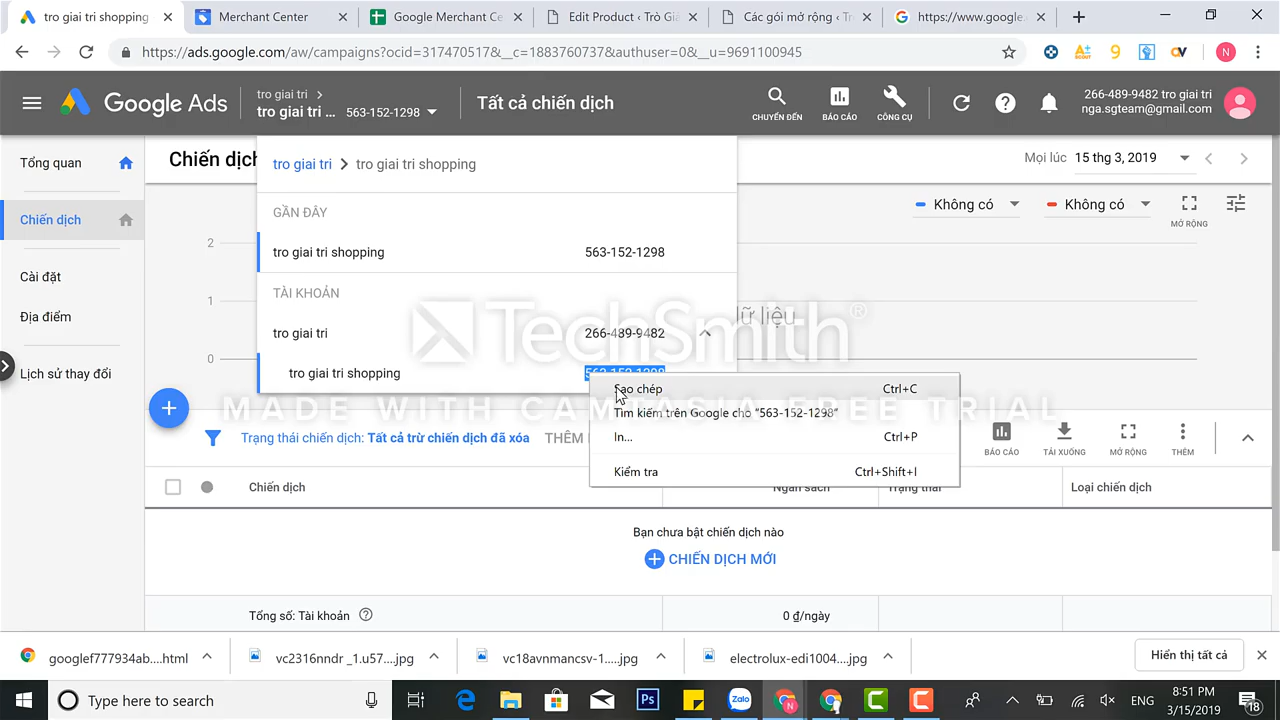 tro giai tri shopping
Merchant Center
Google Merchant Ce
Edit Product ‹ Trò Giả
Các gói mở rộng ‹ Tr
https://www.google.
https://ads.google.com/aw/campaigns?ocid=317470517&__c=1883760737&authuser=0&__u=9691100945
Google Ads
tro giai tri
tro giai tri ...
563-152-1298
Tất cả chiến dịch
CHUYỂN ĐẾN
BÁO CÁO
CÔNG CỤ
266-489-9482 tro giai tri
nga.sgteam@gmail.com
Tổng quan
Chiến dịch
Cài đặt
Địa điểm
Lịch sử thay đổi
Chiến dịch
Mọi lúc
15 thg 3, 2019
Không có
Không có
MỞ RỘNG
2
1
0
tro giai tri
tro giai tri shopping
GẦN ĐÂY
tro giai tri shopping
563-152-1298
TÀI KHOẢN
tro giai tri
266-489-9482
tro giai tri shopping
563-152-1298
TechSmith®
MADE WITH CAMTASIA FREE TRIAL
Sao chép
Ctrl+C
Tìm kiếm trên Google cho "563-152-1298"
In...
Ctrl+P
Kiểm tra
Ctrl+Shift+I
Trạng thái chiến dịch: Tất cả trừ chiến dịch đã xóa
THÊM
BÁO CÁO
TẢI XUỐNG
MỞ RỘNG
THÊM
Chiến dịch
Ngân sách
Trạng thái
Loại chiến dịch
Bạn chưa bật chiến dịch nào
CHIẾN DỊCH MỚI
Tổng số: Tài khoản
0 ₫/ngày
googlef777934ab....html
vc2316nndr _1.u57....jpg
vc18avnmancsv-1.....jpg
electrolux-edi1004....jpg
Hiển thị tất cả
Type here to search
ENG
8:51 PM
3/15/2019
18